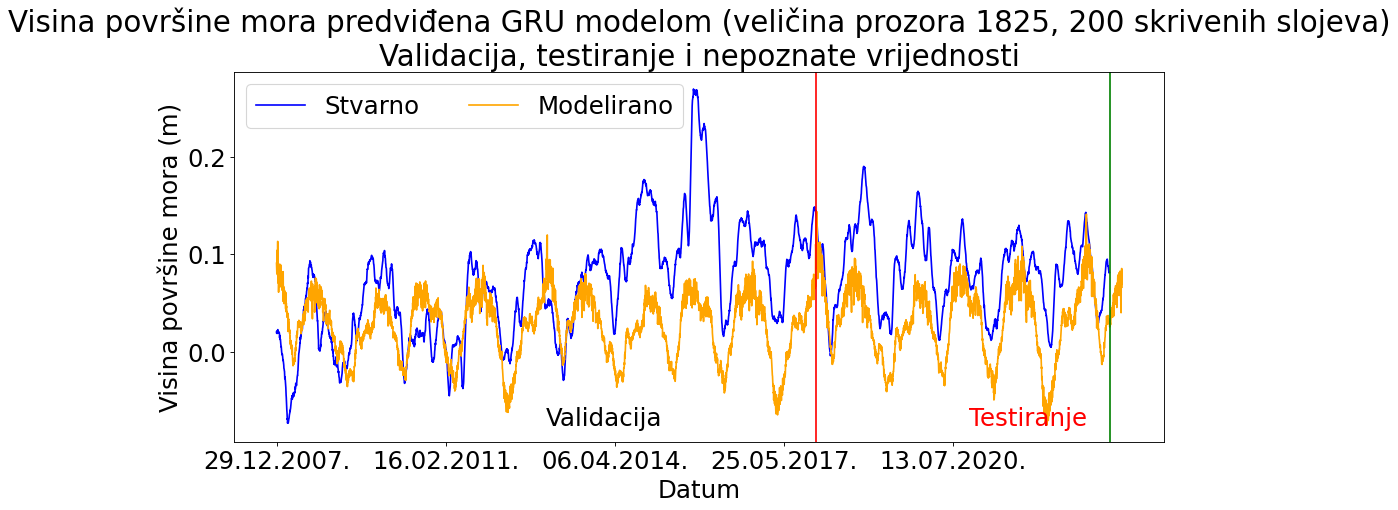 Visina površine mora predviđena GRU modelom (veličina prozora 1825, 200 skrivenih slojeva)
Validacija, testiranje i nepoznate vrijednosti
Stvarno
Modelirano
Visina površine mora (m)
0.2
0.1
0.0
Validacija
Testiranje
29.12.2007.
16.02.2011.
06.04.2014.
25.05.2017.
13.07.2020.
Datum